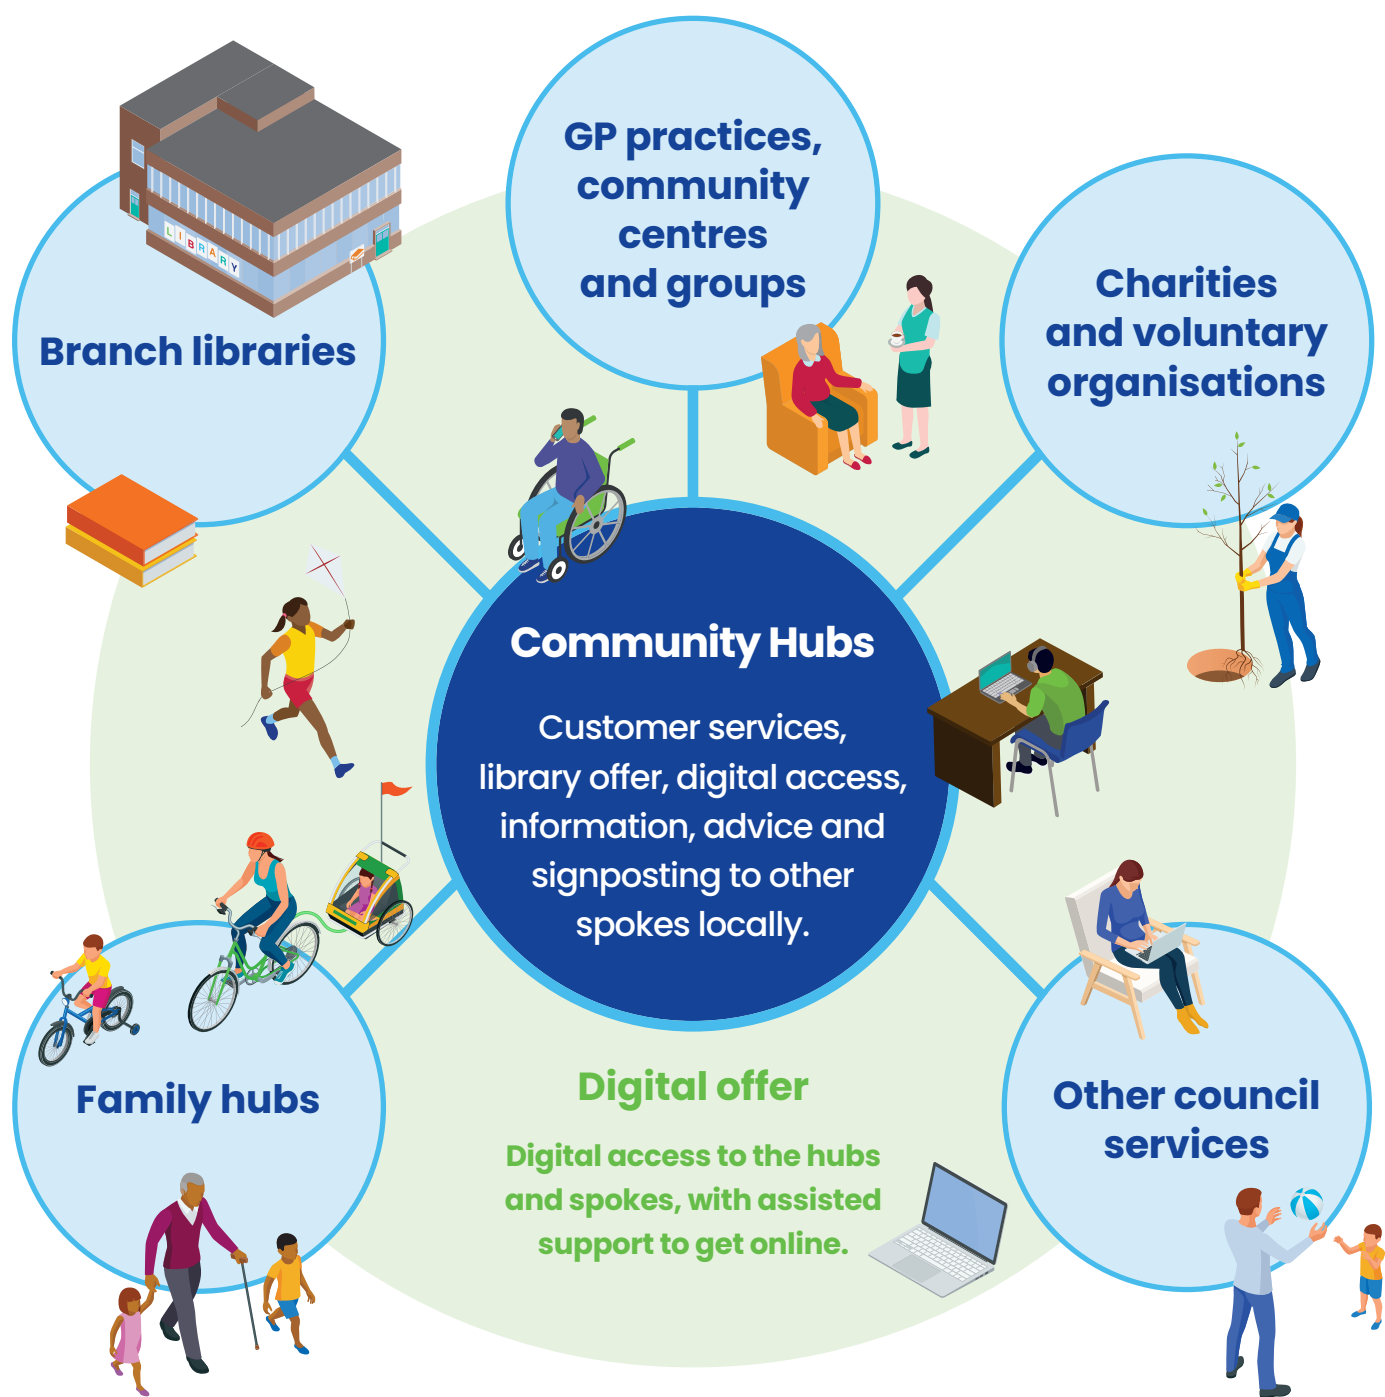 LIBRARY
Branch libraries
GP practices,
community
centres
and groups
Charities
and voluntary
organisations
Community Hubs
Customer services,
library offer, digital access,
information, advice and
signposting to other
spokes locally.
Family hubs
Digital offer
Digital access to the hubs
and spokes, with assisted
support to get online.
Other council
services